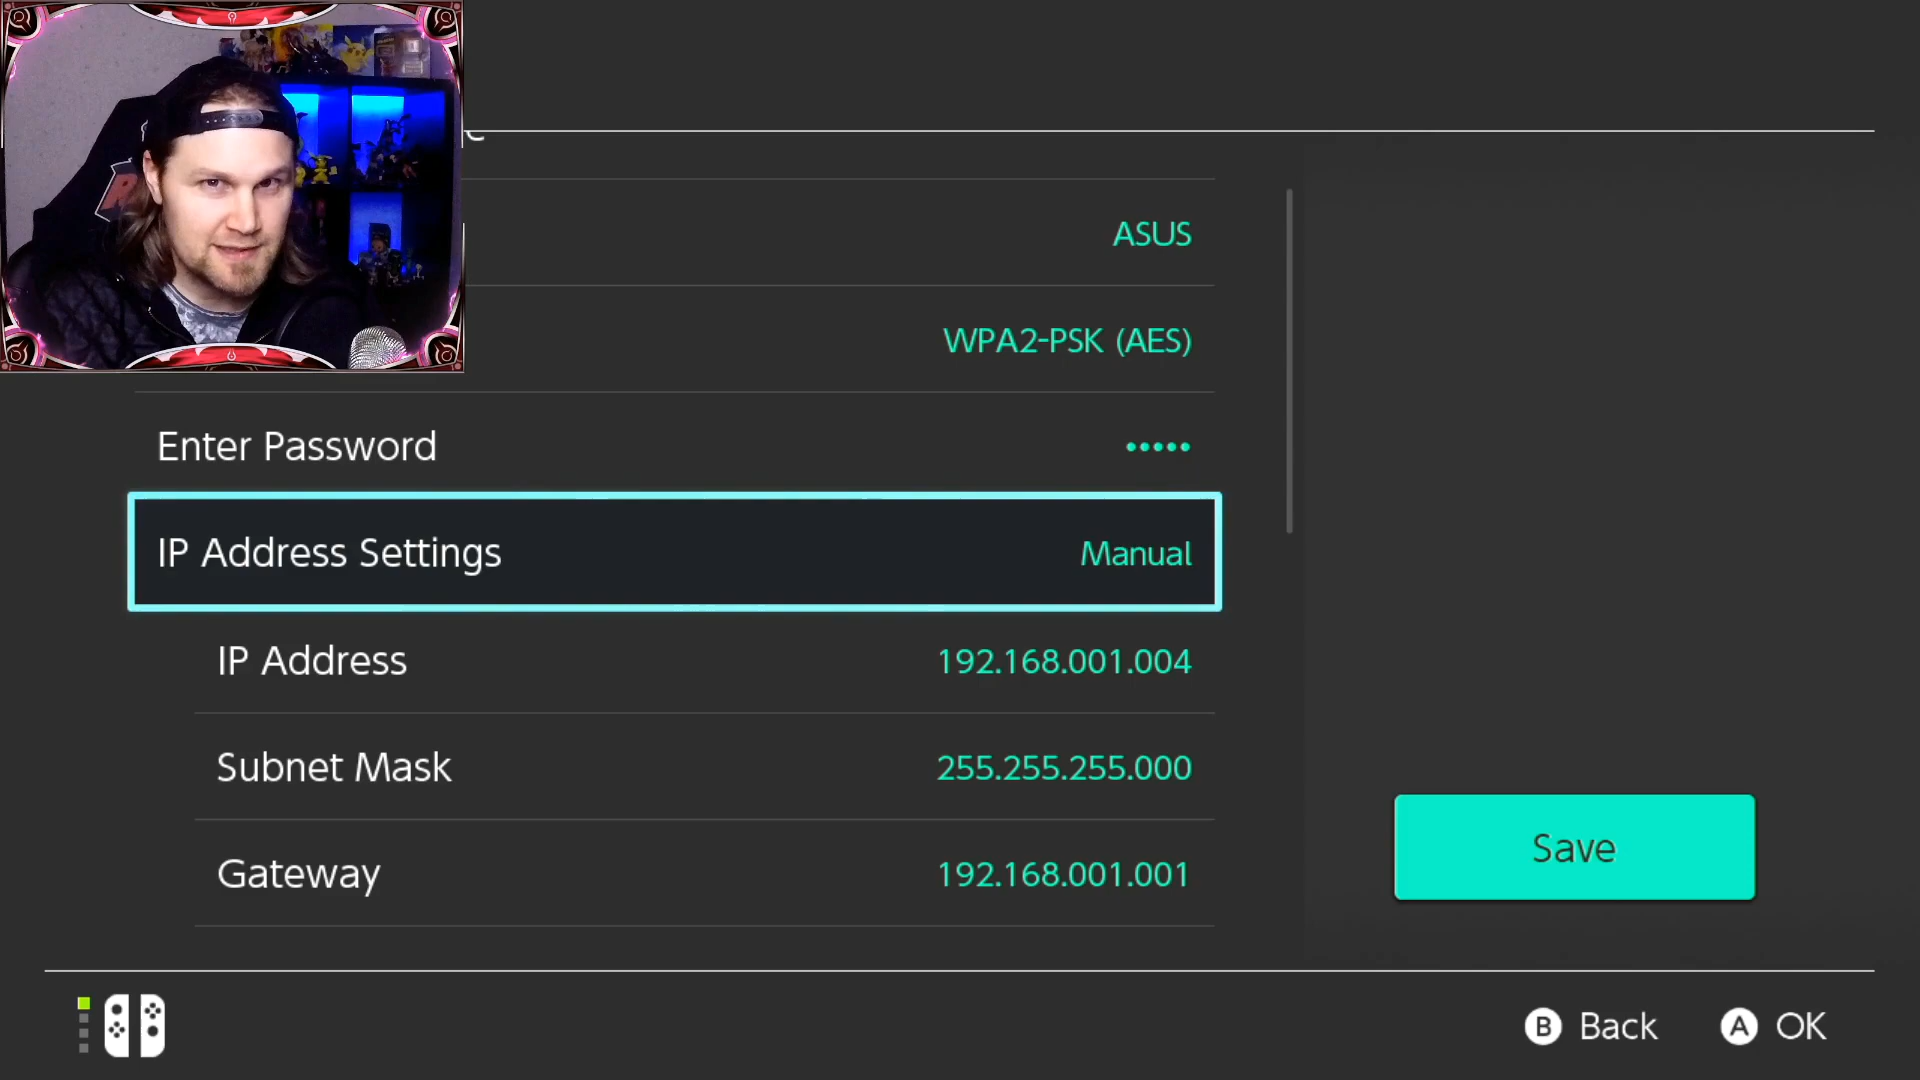 ASUS
WPA2-PSK (AES)
Enter Password •••••
IP Address Settings Manual
IP Address 192.168.001.004
Subnet Mask 255.255.255.000
Gateway 192.168.001.001
Save
B Back A OK